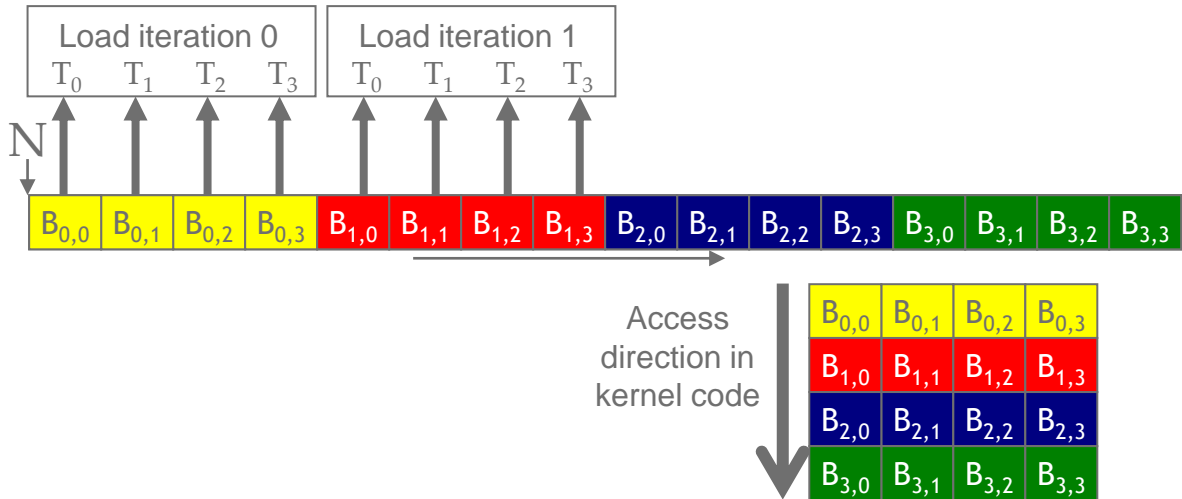 Load iteration 0 Load iteration 1
T0 T1 T2 T3 T0 T1 T2 T3
N
B0,0 B0,1 B0,2 B0,3 B1,0 B1,1 B1,2 B1,3 B2,0 B2,1 B2,2 B2,3 B3,0 B3,1 B3,2 B3,3
Access
direction in
kernel code
B0,0 B0,1 B0,2 B0,3
B1,0 B1,1 B1,2 B1,3
B2,0 B2,1 B2,2 B2,3
B3,0 B3,1 B3,2 B3,3